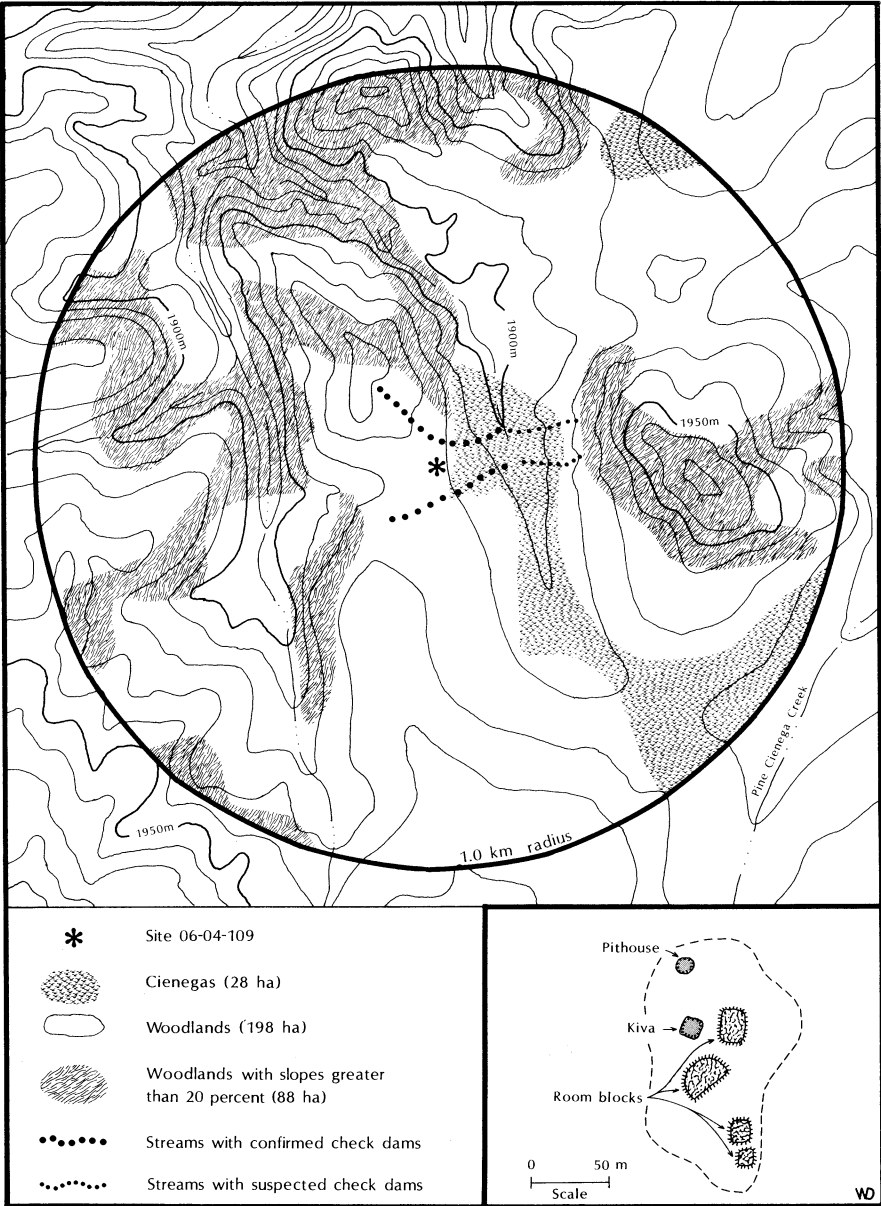 1900m
1900m
1950m
Pine Cienega Creek
1950m
1.0 km radius
* Site 06-04-109
Cienegas (28 ha)
Woodlands (198 ha)
Woodlands with slopes greater
than 20 percent (88 ha)
Streams with confirmed check dams
Streams with suspected check dams
Pithouse
Kiva
Room blocks
0 50 m
Scale
WD